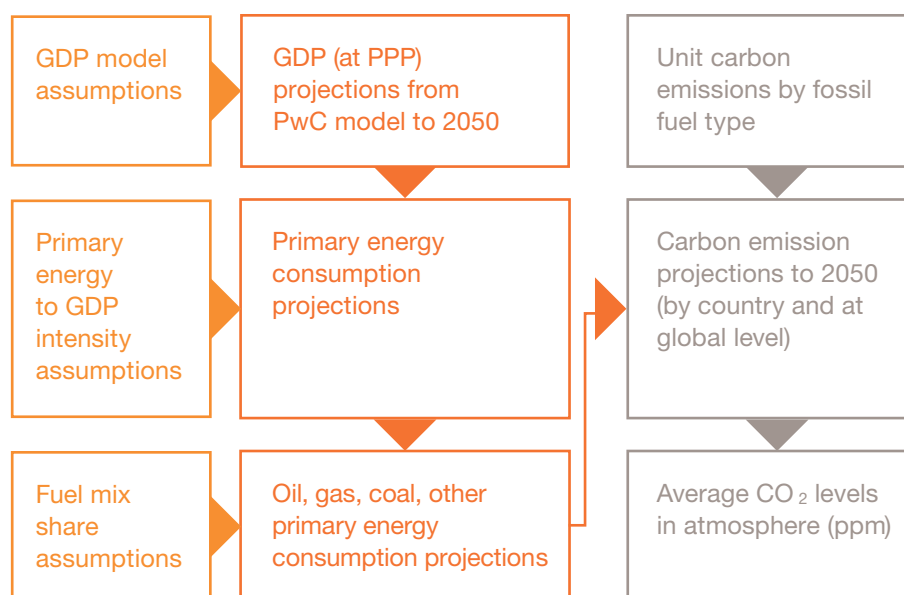 GDP model
assumptions
GDP (at PPP)
projections from
PwC model to 2050
Unit carbon
emissions by fossil
fuel type
Primary
energy
to GDP
intensity
assumptions
Primary energy
consumption
projections
Carbon emission
projections to 2050
(by country and at
global level)
Fuel mix
share
assumptions
Oil, gas, coal, other
primary energy
consumption projections
Average CO₂ levels
in atmosphere (ppm)